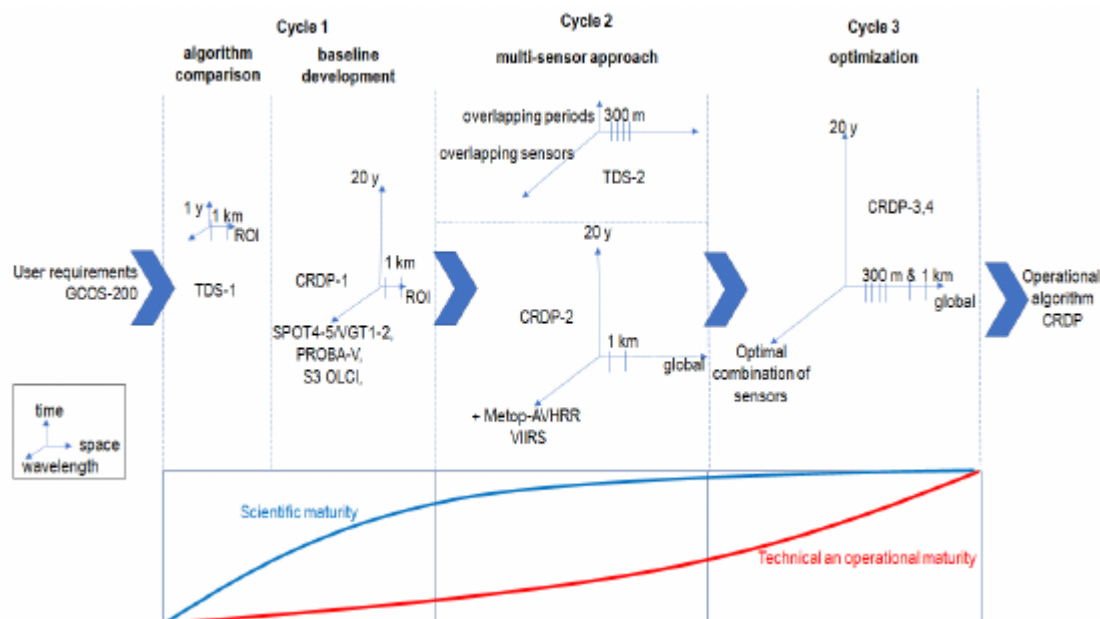 Cycle 1
Cycle 2
Cycle 3
algorithm
comparison
baseline
development
multi-sensor approach
optimization
overlapping periods
300 m
overlapping sensors
TDS-2
20 y
1 y
1 km
ROI
TDS-1
20 y
CRDP-1
1 km
ROI
SPOT4-5/VGT1-2,
PROBA-V,
S3 OLCI,
20 y
CRDP-2
1 km
global
+ Metop-AVHRR
VIIRS
CRDP-3,4
300 m & 1 km
global
Optimal
combination of
sensors
User requirements
GCOS-200
Operational
algorithm
CRDP
time
space
wavelength
Scientific maturity
Technical an operational maturity